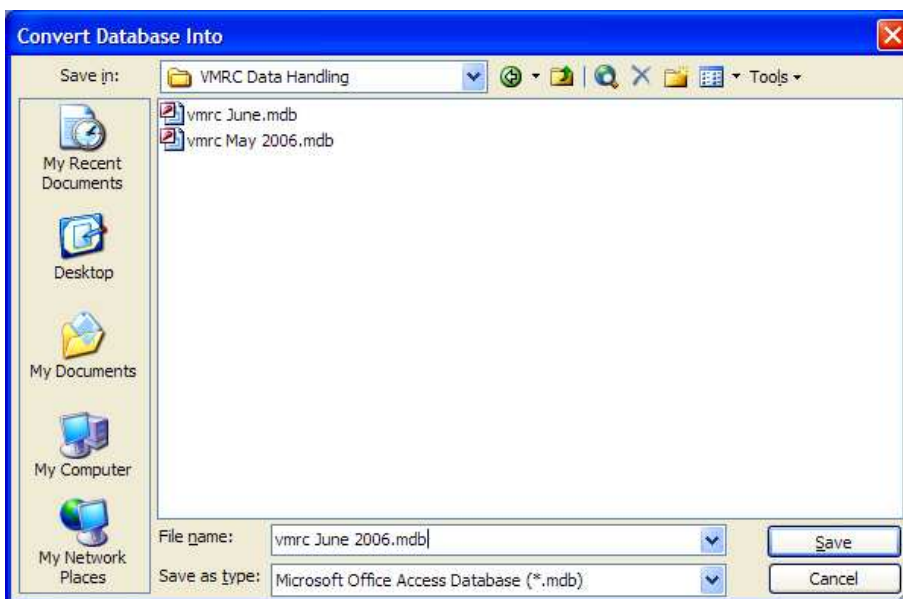 Convert Database Into
Save in:
VMRC Data Handling
Tools
vmrc June.mdb
vmrc May 2006.mdb
My Recent
Documents
Desktop
My Documents
My Computer
My Network
Places
File name:
vmrc June 2006.mdb
Save
Save as type:
Microsoft Office Access Database (*.mdb)
Cancel